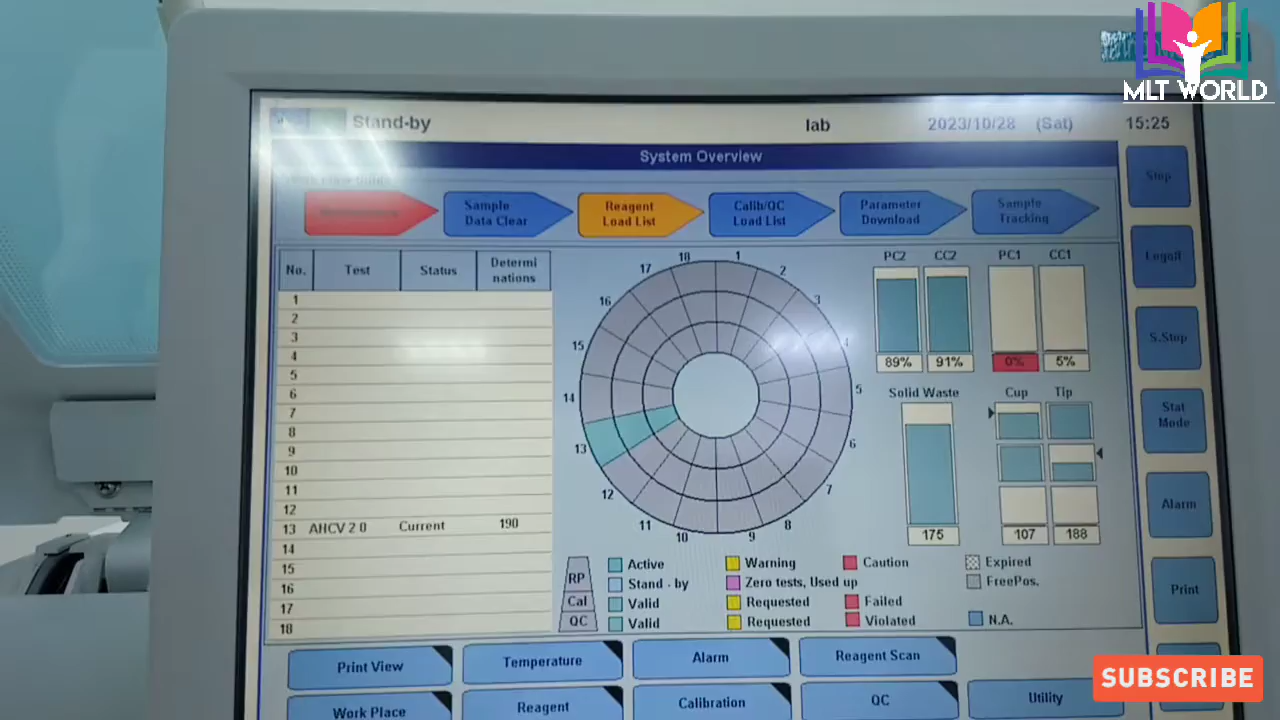 MLT WORLD
Stand-by lab 2023/10/28 (Sat) 15:25
System Overview
Sample Data Clear
Reagent Load List
Calib/QC Load List
Parameter Download
Sample Tracking
Stop
Logoff
S.Stop
Stat Mode
Alarm
Print
No. Test Status Determi nations
1
2
3
4
5
6
7
8
9
10
11
12
13 AHCV 2 0 Current 190
14
15
16
17
18
18 1
17 2
16 3
15 4
14 5
13 6
12 7
11 8
10 9
PC2 CC2 PC1 CC1
89% 91% 0% 5%
Solid Waste Cup Tip
175 107 188
RP Active Warning Caution Expired
Stand - by Zero tests, Used up FreePos.
Cal Valid Requested Failed
QC Valid Requested Violated N.A.
Print View Temperature Alarm Reagent Scan
Work Place Reagent Calibration QC Utility
SUBSCRIBE